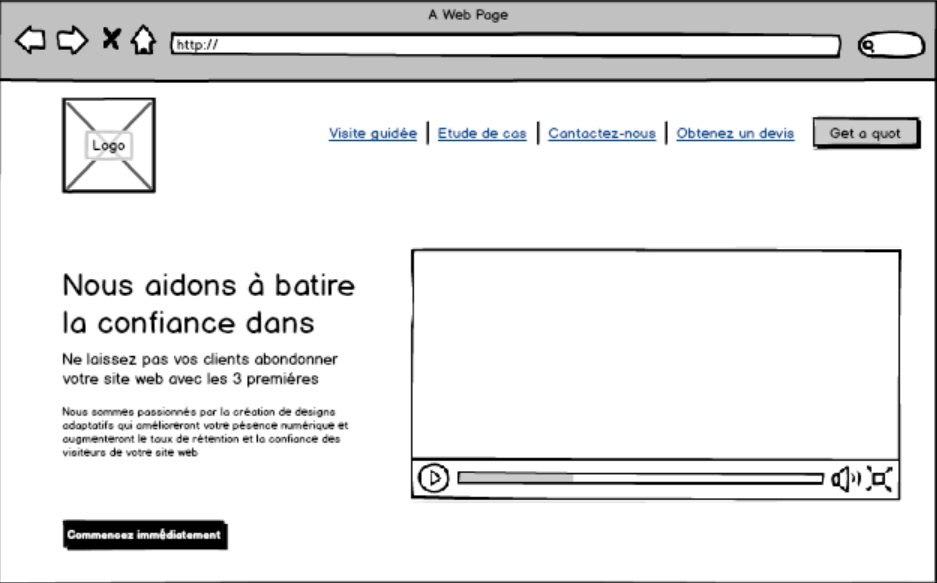 A Web Page
http://
Logo
Visite guidée | Etude de cas | Contactez-nous | Obtenez un devis
Get a quot
Nous aidons à batire
la confiance dans
Ne laissez pas vos clients abondonner
votre site web avec les 3 premiéres
Nous sommes passionnés par la création de designs
adaptatifs qui amélioreront votre pésence numérique et
augmenteront le taux de rétention et la confiance des
visiteurs de votre site web
Commencez immédiatement